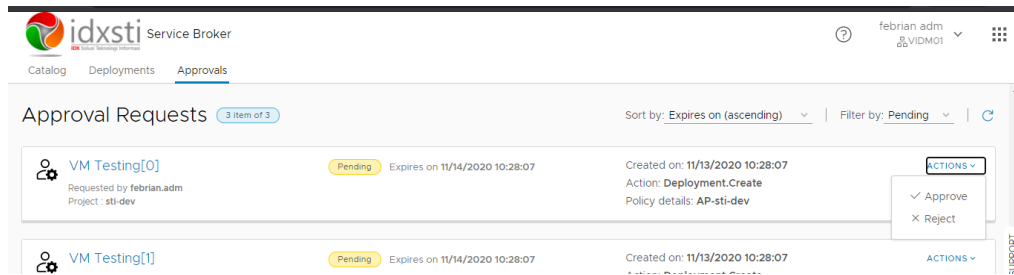 idxsti Service Broker
IDX Solusi Teknologi Informasi
febrian adm
VIDM01
Catalog Deployments Approvals
Approval Requests 3 item of 3
Sort by: Expires on (ascending) Filter by: Pending
VM Testing[0] Pending Expires on 11/14/2020 10:28:07 Created on: 11/13/2020 10:28:07 ACTIONS
Requested by febrian.adm Action: Deployment.Create
Project : sti-dev Policy details: AP-sti-dev
Approve
Reject
VM Testing[1] Pending Expires on 11/14/2020 10:28:07 Created on: 11/13/2020 10:28:07 ACTIONS
Action: Deployment.Create
SUPPORT